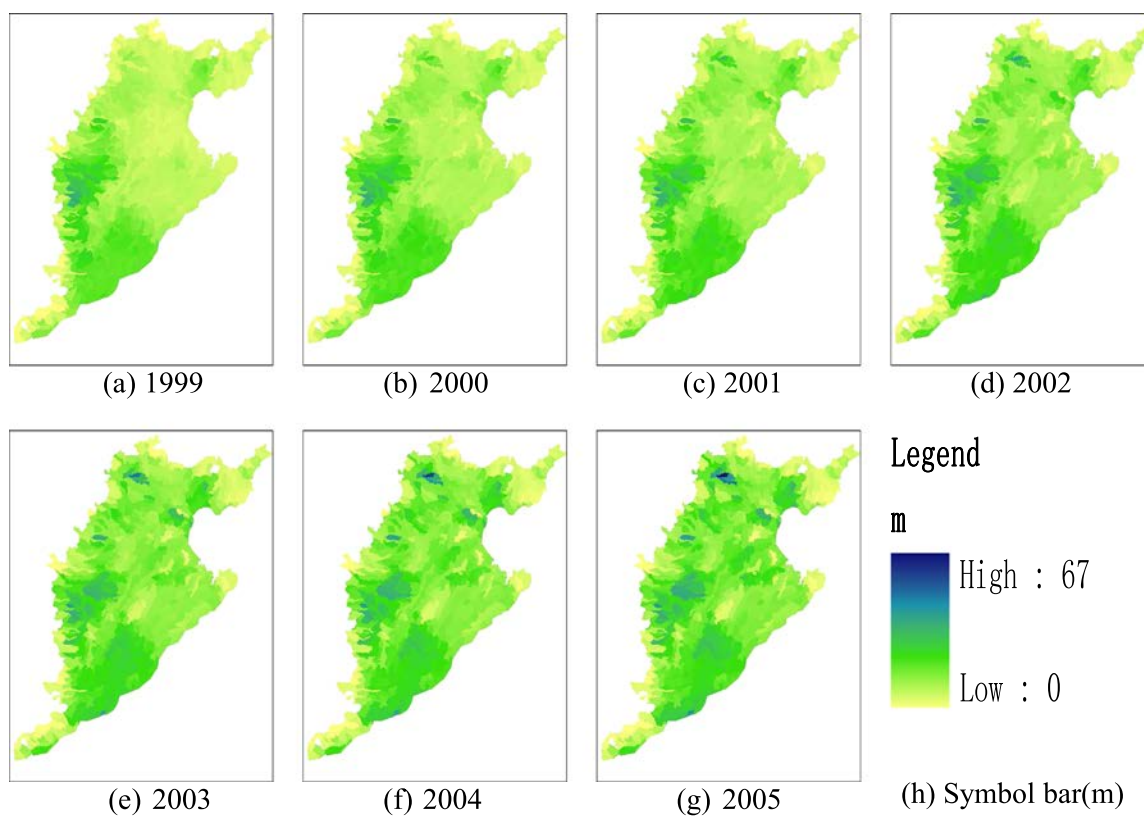 (a) 1999
(b) 2000
(c) 2001
(d) 2002
Legend
m
High : 67
Low : 0
(e) 2003
(f) 2004
(g) 2005
(h) Symbol bar(m)